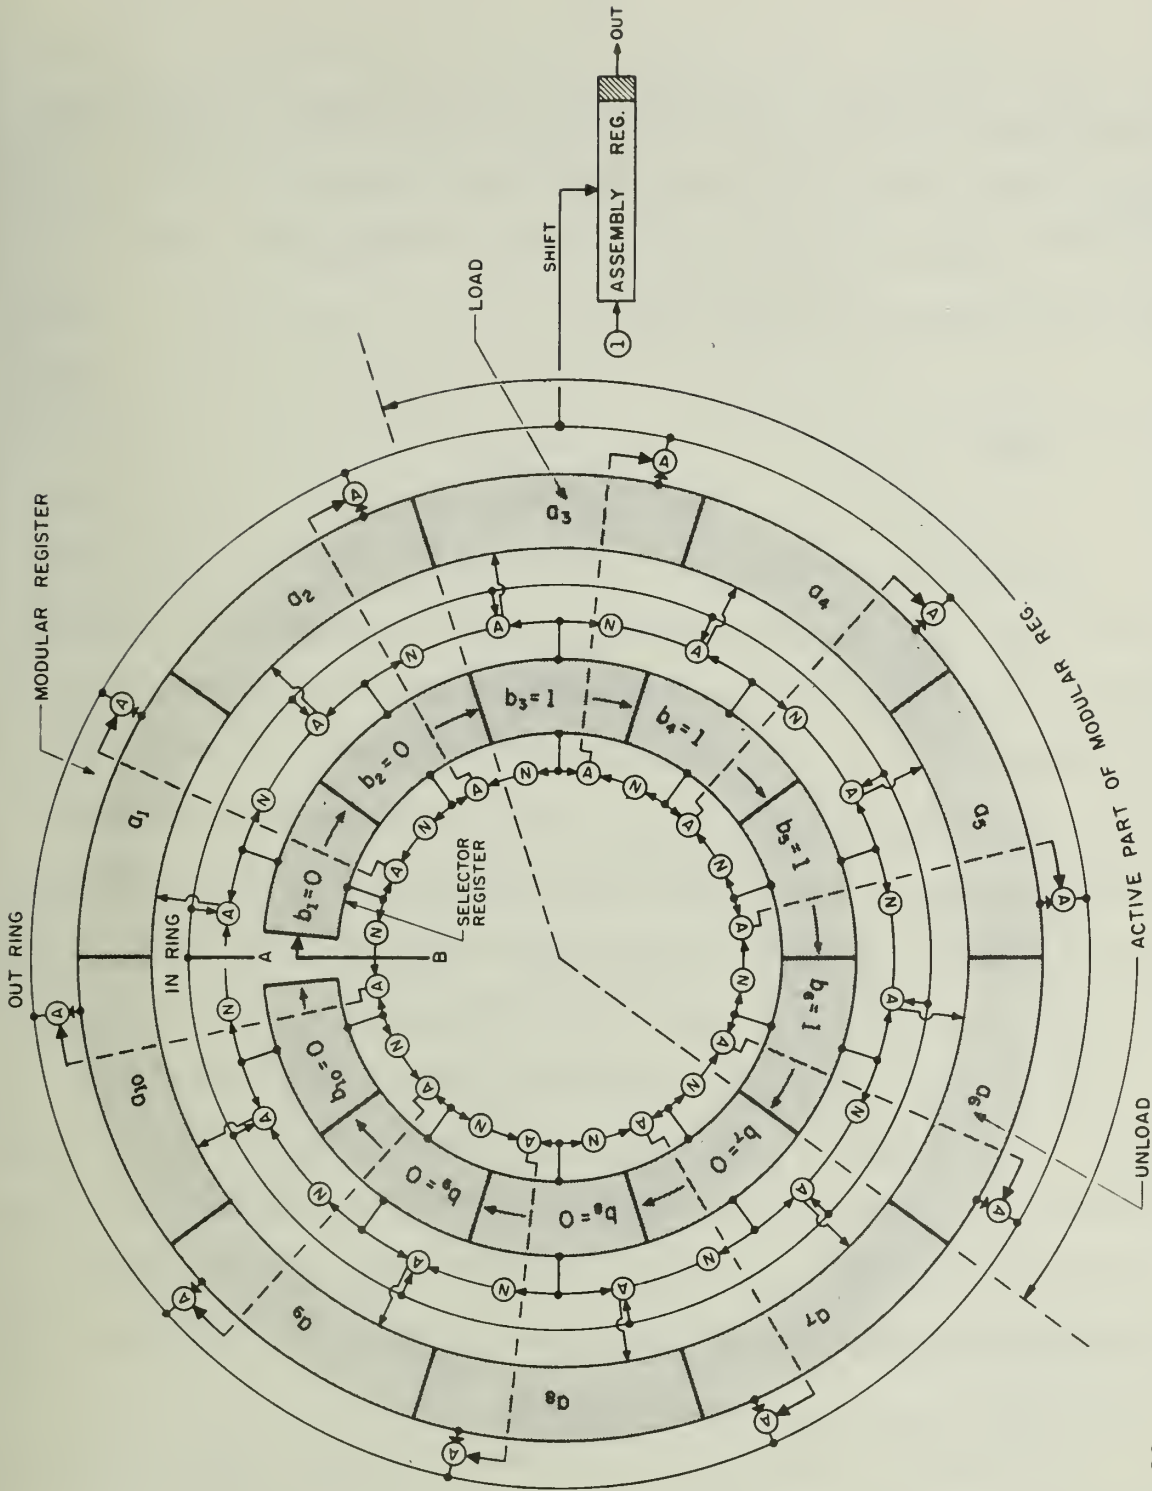 OUT RING
MODULAR REGISTER
IN RING
A
B
SELECTOR
REGISTER
LOAD
SHIFT
ASSEMBLY REG.
OUT
1
UNLOAD
ACTIVE PART OF MODULAR REG.
a1
a2
a3
a4
a5
a6
a7
a8
a9
a10
b1=0
b2=0
b3=1
b4=1
b5=1
b6=1
b7=0
b8=0
b9=0
b10=0
A
N
A
N
A
N
A
N
A
N
A
N
A
N
A
N
A
N
A
N
A
N
A
N
A
N
A
N
A
N
A
N
A
N
A
N
A
N
A
N
A
A
A
A
A
A
A
A
A
A